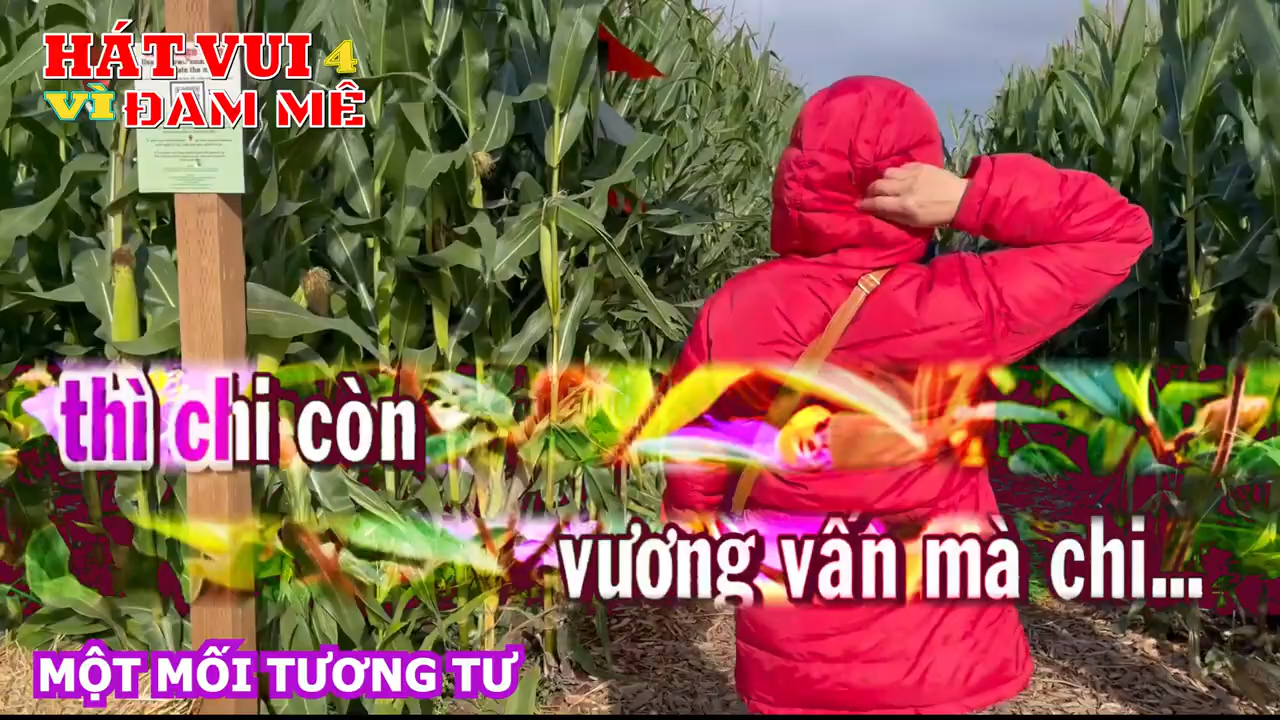 HÁT VUI 4
VÌ ĐAM MÊ
thì chi còn
vương vấn mà chi...
MỘT MỐI TƯƠNG TƯ